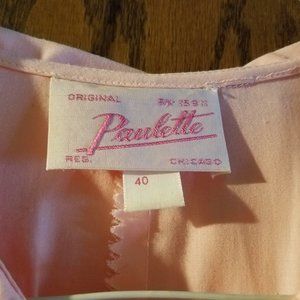 ORIGINAL
Paulette
REG. CHICAGO
40